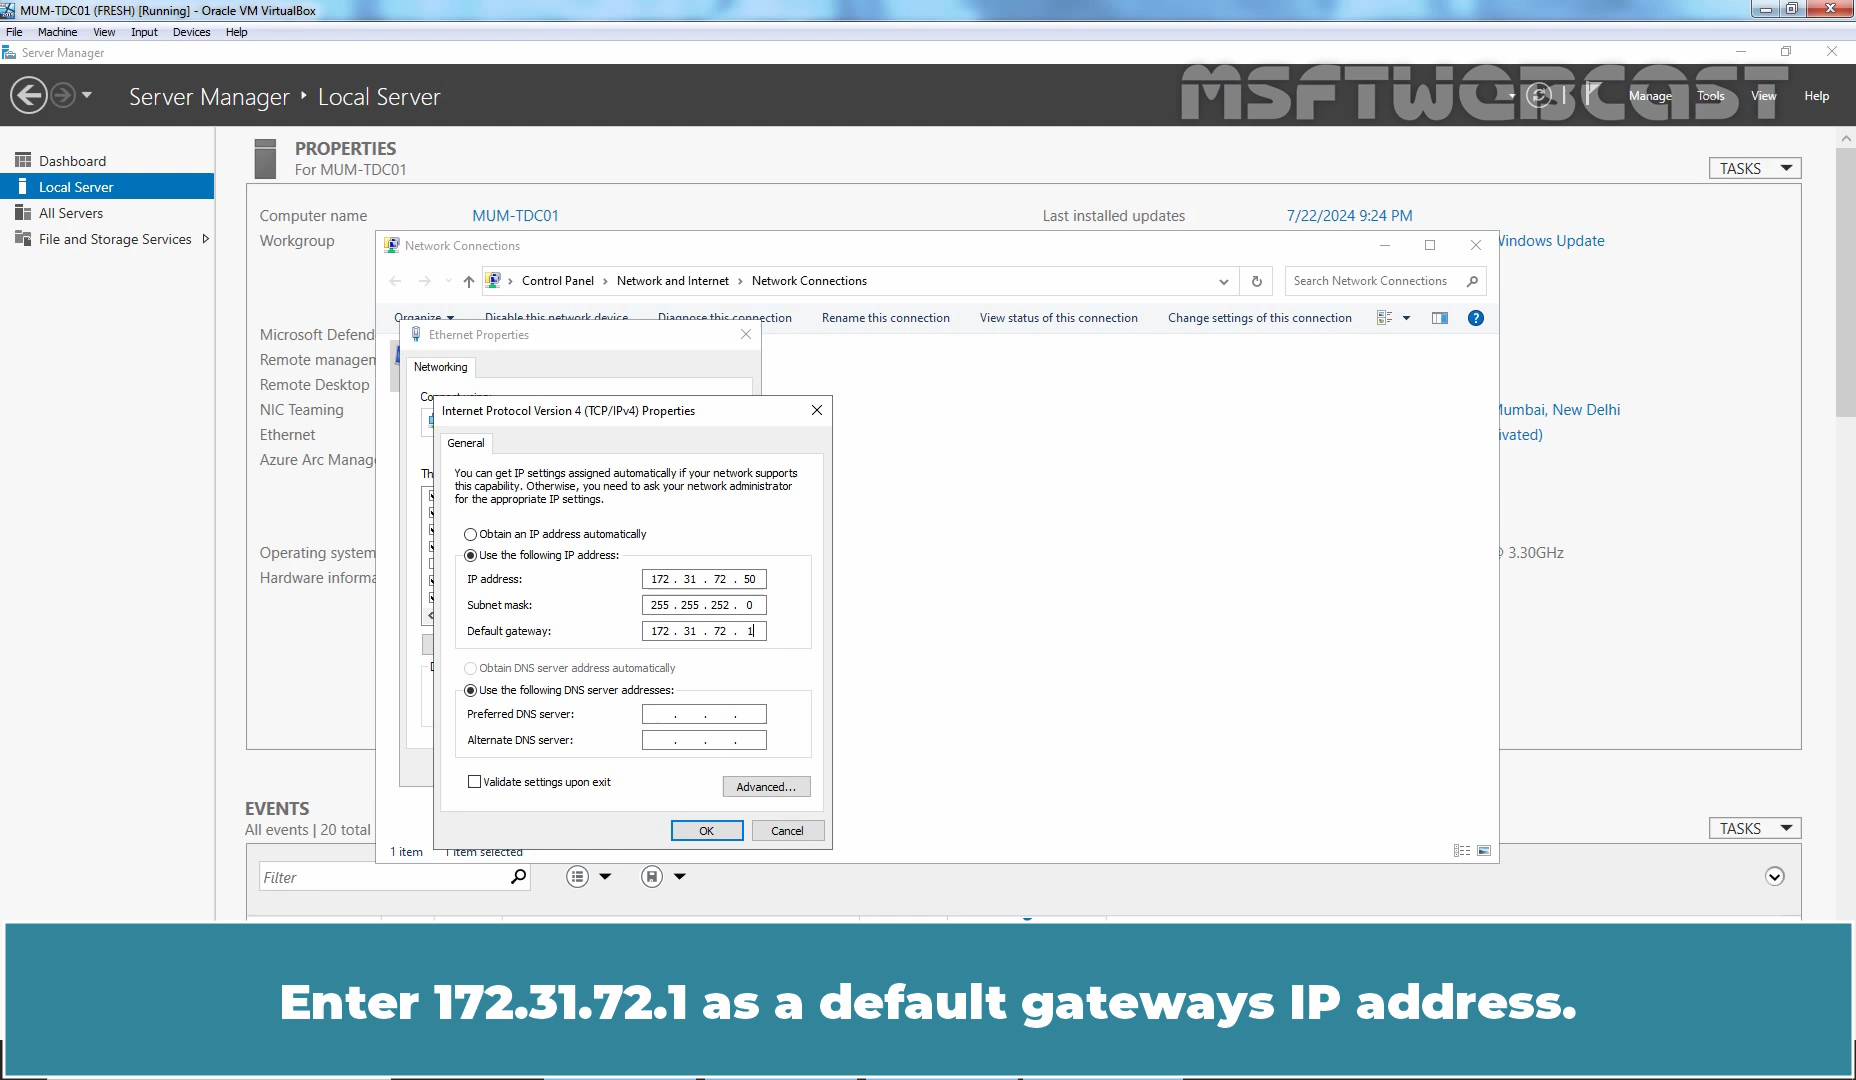 MUM-TDC01 (FRESH) [Running] - Oracle VM VirtualBox
File Machine View Input Devices Help
Server Manager
Server Manager Local Server
MSFTWEBCAST
Manage Tools View Help
Dashboard
Local Server
All Servers
File and Storage Services
PROPERTIES
For MUM-TDC01
TASKS
Computer name MUM-TDC01 Last installed updates 7/22/2024 9:24 PM
Workgroup Windows Update
Network Connections
Control Panel Network and Internet Network Connections
Search Network Connections
Organize Disable this network device Diagnose this connection Rename this connection View status of this connection Change settings of this connection
Ethernet Properties
Networking
Microsoft Defend
Remote managem
Remote Desktop
NIC Teaming
Ethernet
Azure Arc Manag
Mumbai, New Delhi
ivated)
Operating system
Hardware informa
3.30GHz
Internet Protocol Version 4 (TCP/IPv4) Properties
General
You can get IP settings assigned automatically if your network supports
this capability. Otherwise, you need to ask your network administrator
for the appropriate IP settings.
Obtain an IP address automatically
Use the following IP address:
IP address: 172 . 31 . 72 . 50
Subnet mask: 255 . 255 . 252 . 0
Default gateway: 172 . 31 . 72 . 1
Obtain DNS server address automatically
Use the following DNS server addresses:
Preferred DNS server: . . .
Alternate DNS server: . . .
Validate settings upon exit
Advanced...
OK Cancel
1 item 1 item selected
EVENTS
All events | 20 total
TASKS
Filter
Enter 172.31.72.1 as a default gateways IP address.